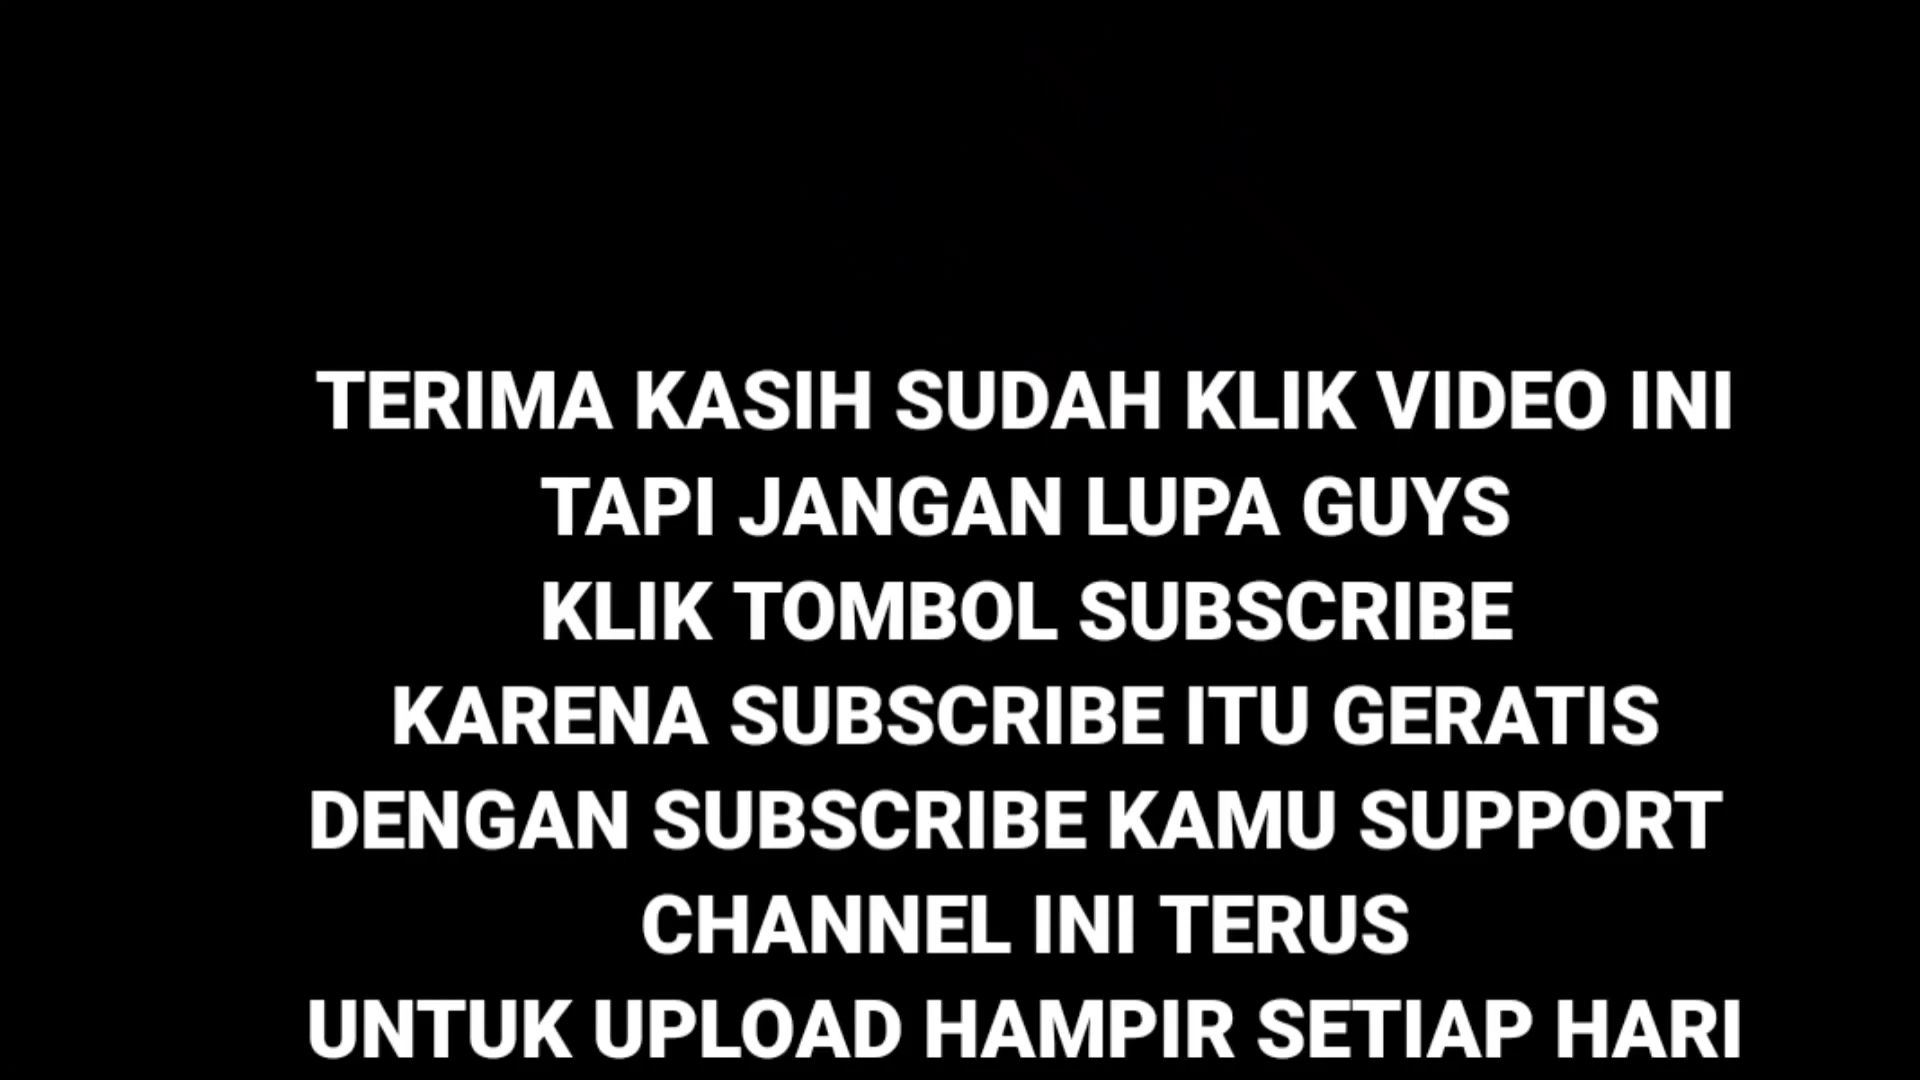 TERIMA KASIH SUDAH KLIK VIDEO INI
TAPI JANGAN LUPA GUYS
KLIK TOMBOL SUBSCRIBE
KARENA SUBSCRIBE ITU GERATIS
DENGAN SUBSCRIBE KAMU SUPPORT
CHANNEL INI TERUS
UNTUK UPLOAD HAMPIR SETIAP HARI